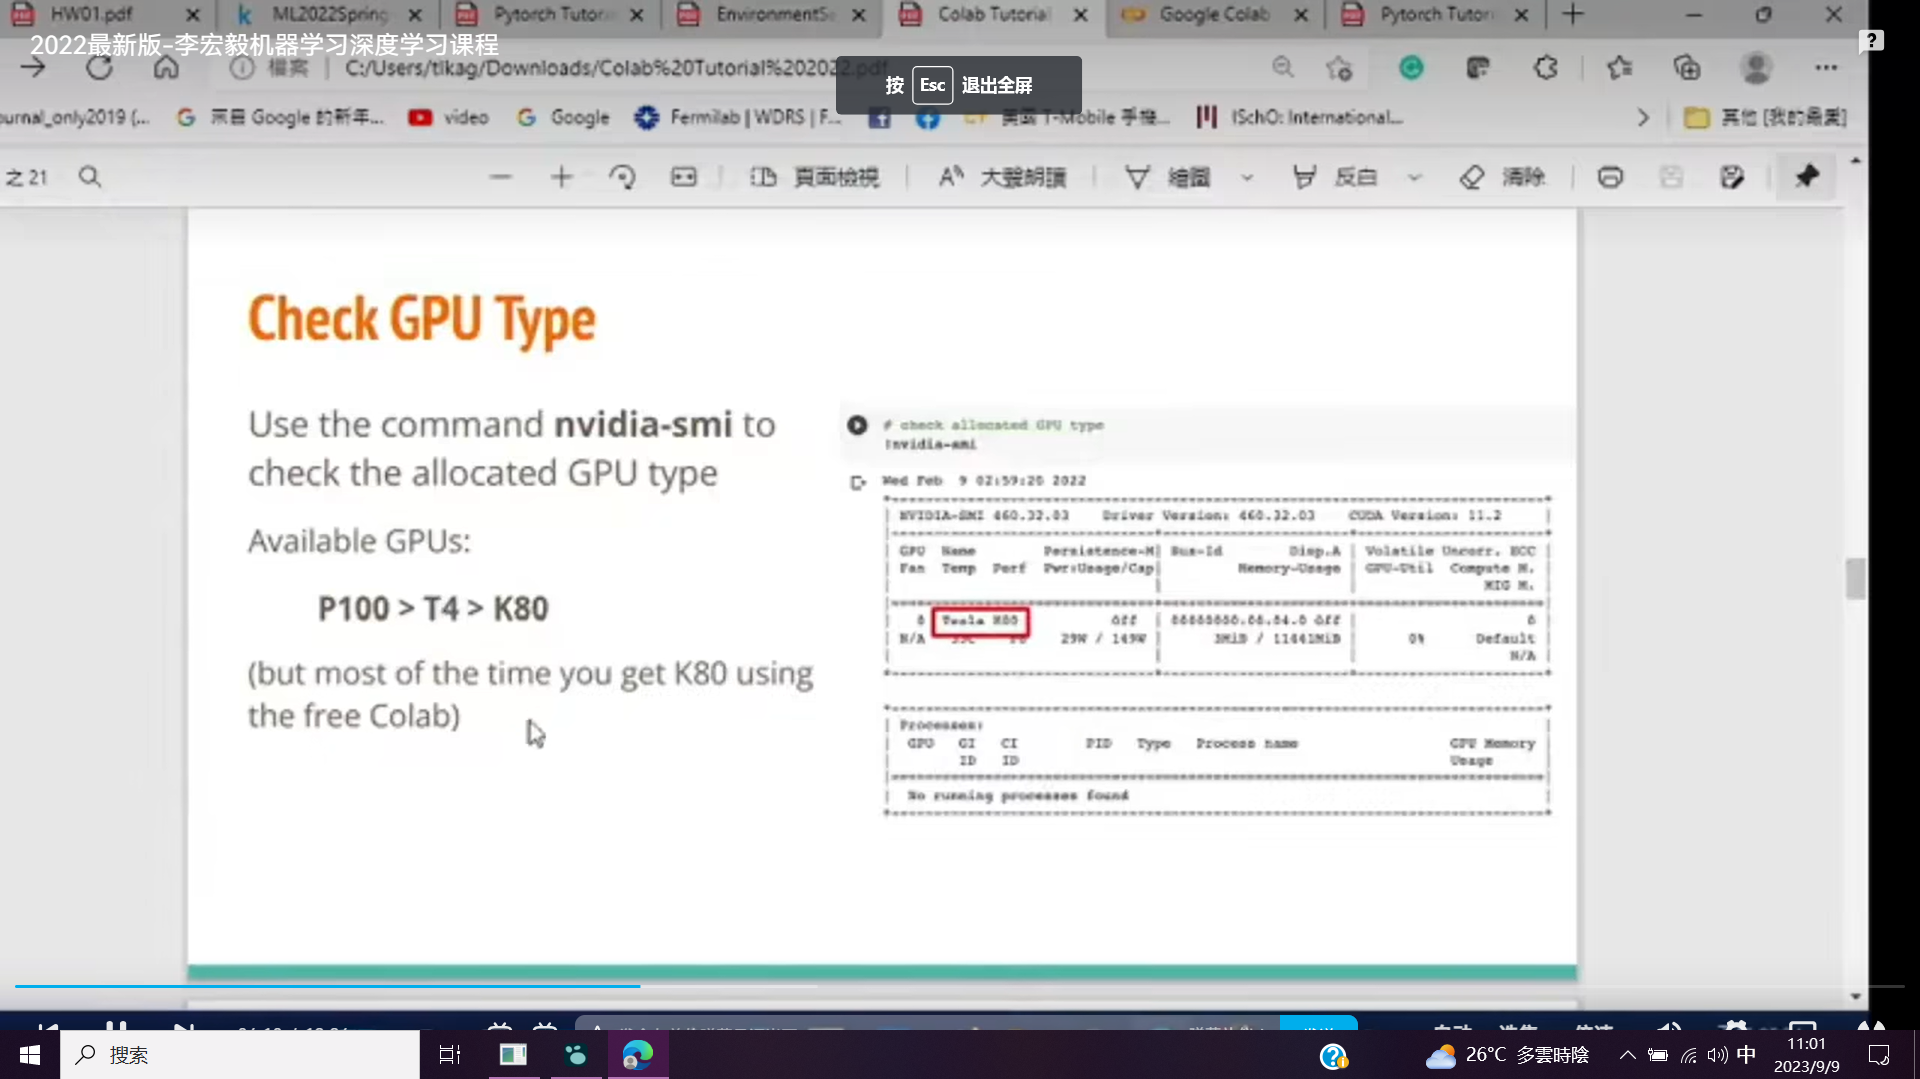 HW01.pdf
ML2022Spring
Pytorch Tutor
EnvironmentSe
Colab Tutorial
Google Colab
Pytorch Tutor
2022最新版-李宏毅机器学习深度学习课程
檔案
C:/Users/tlkag/Downloads/Colab%20Tutorial%202022.pdf
按 Esc 退出全屏
ournal_only2019 (...
來自 Google 的新年...
video
Google
Fermilab | WDRS | F...
美國 T-Mobile 手機...
ISchO: International...
其他 [我的最愛]
之 21
頁面檢視
大聲朗讀
繪圖
反白
清除
Check GPU Type
Use the command nvidia-smi to
check the allocated GPU type
Available GPUs:
P100 > T4 > K80
(but most of the time you get K80 using
the free Colab)
# check allocated GPU type
!nvidia-smi
Wed Feb 9 02:59:20 2022
NVIDIA-SMI 460.32.03 Driver Version: 460.32.03 CUDA Version: 11.2
GPU Name Persistence-M| Bus-Id Disp.A | Volatile Uncorr. ECC
Fan Temp Perf Pwr:Usage/Cap| Memory-Usage | GPU-Util Compute M.
MIG M.
0 Tesla K80 Off | 00000000:00:04.0 Off | 0
N/A 29W / 149W 3MiB / 11441MiB 0% Default
N/A
Processes:
GPU GI CI PID Type Process name GPU Memory
ID ID Usage
No running processes found
搜索
26°C 多雲時陰
中
11:01
2023/9/9